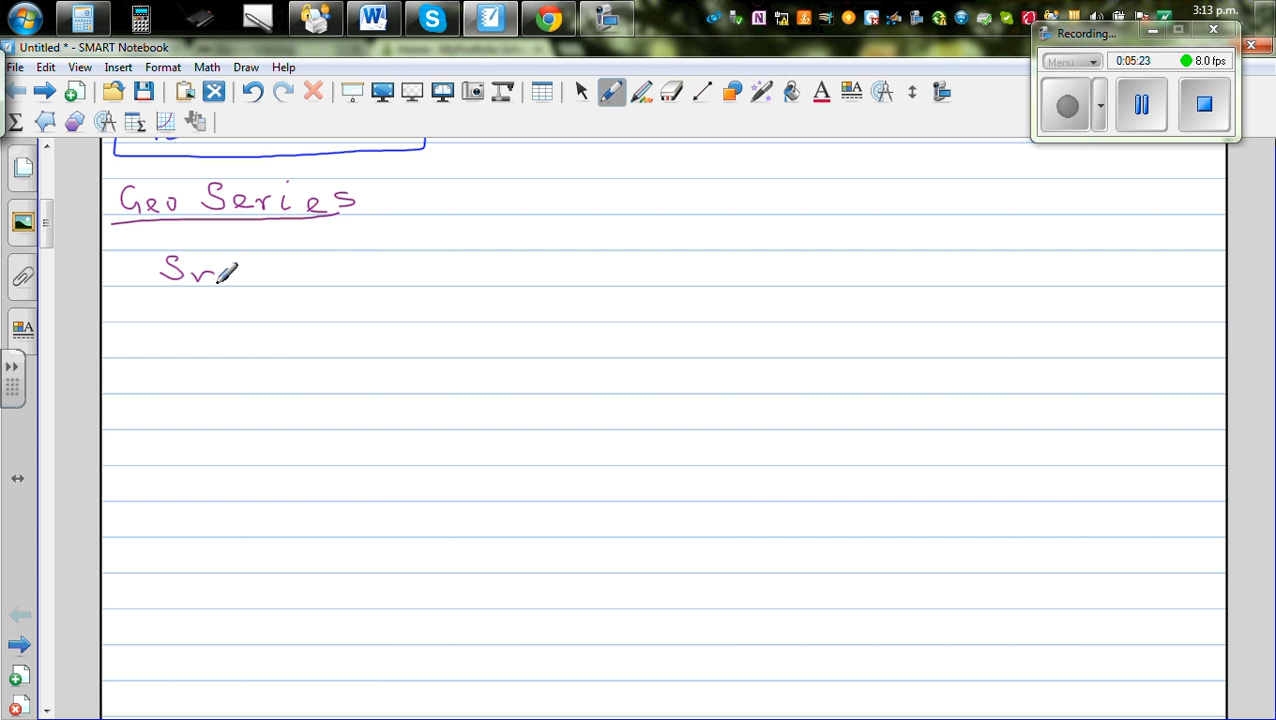 3:13 p.m.
Recording...
Untitled * - SMART Notebook
Menu
0:05:23
8.0 fps
File Edit View Insert Format Math Draw Help
Geo Series